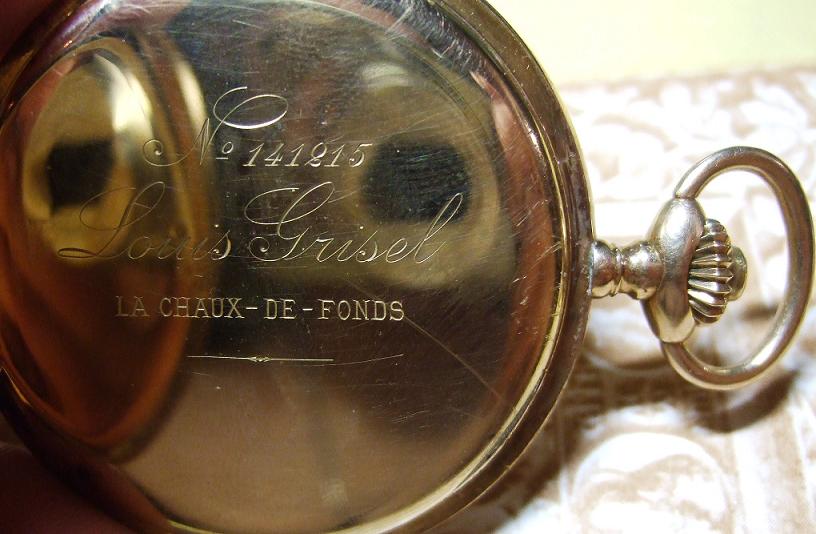 Nº 141215
Louis Grisel
LA CHAUX-DE-FONDS